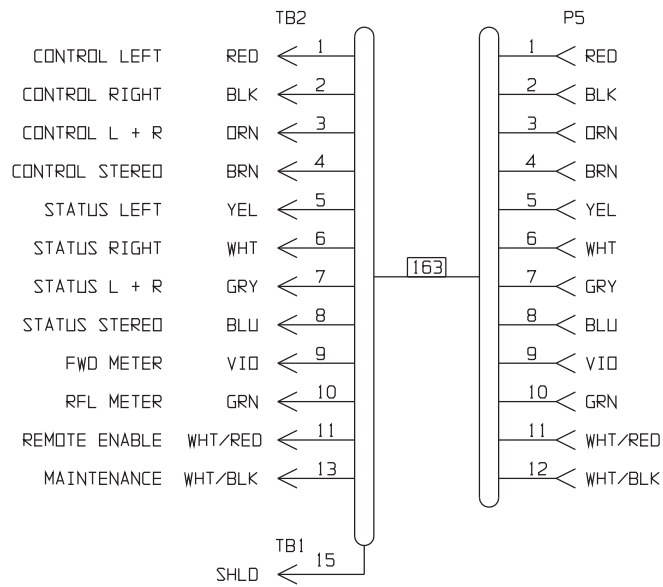 TB2 P5
CONTROL LEFT RED 1 1 RED
CONTROL RIGHT BLK 2 2 BLK
CONTROL L + R ORN 3 3 ORN
CONTROL STEREO BRN 4 4 BRN
STATUS LEFT YEL 5 5 YEL
STATUS RIGHT WHT 6 6 WHT
163
STATUS L + R GRY 7 7 GRY
STATUS STEREO BLU 8 8 BLU
FWD METER VIO 9 9 VIO
RFL METER GRN 10 10 GRN
REMOTE ENABLE WHT/RED 11 11 WHT/RED
MAINTENANCE WHT/BLK 13 12 WHT/BLK
TB1
SHLD 15